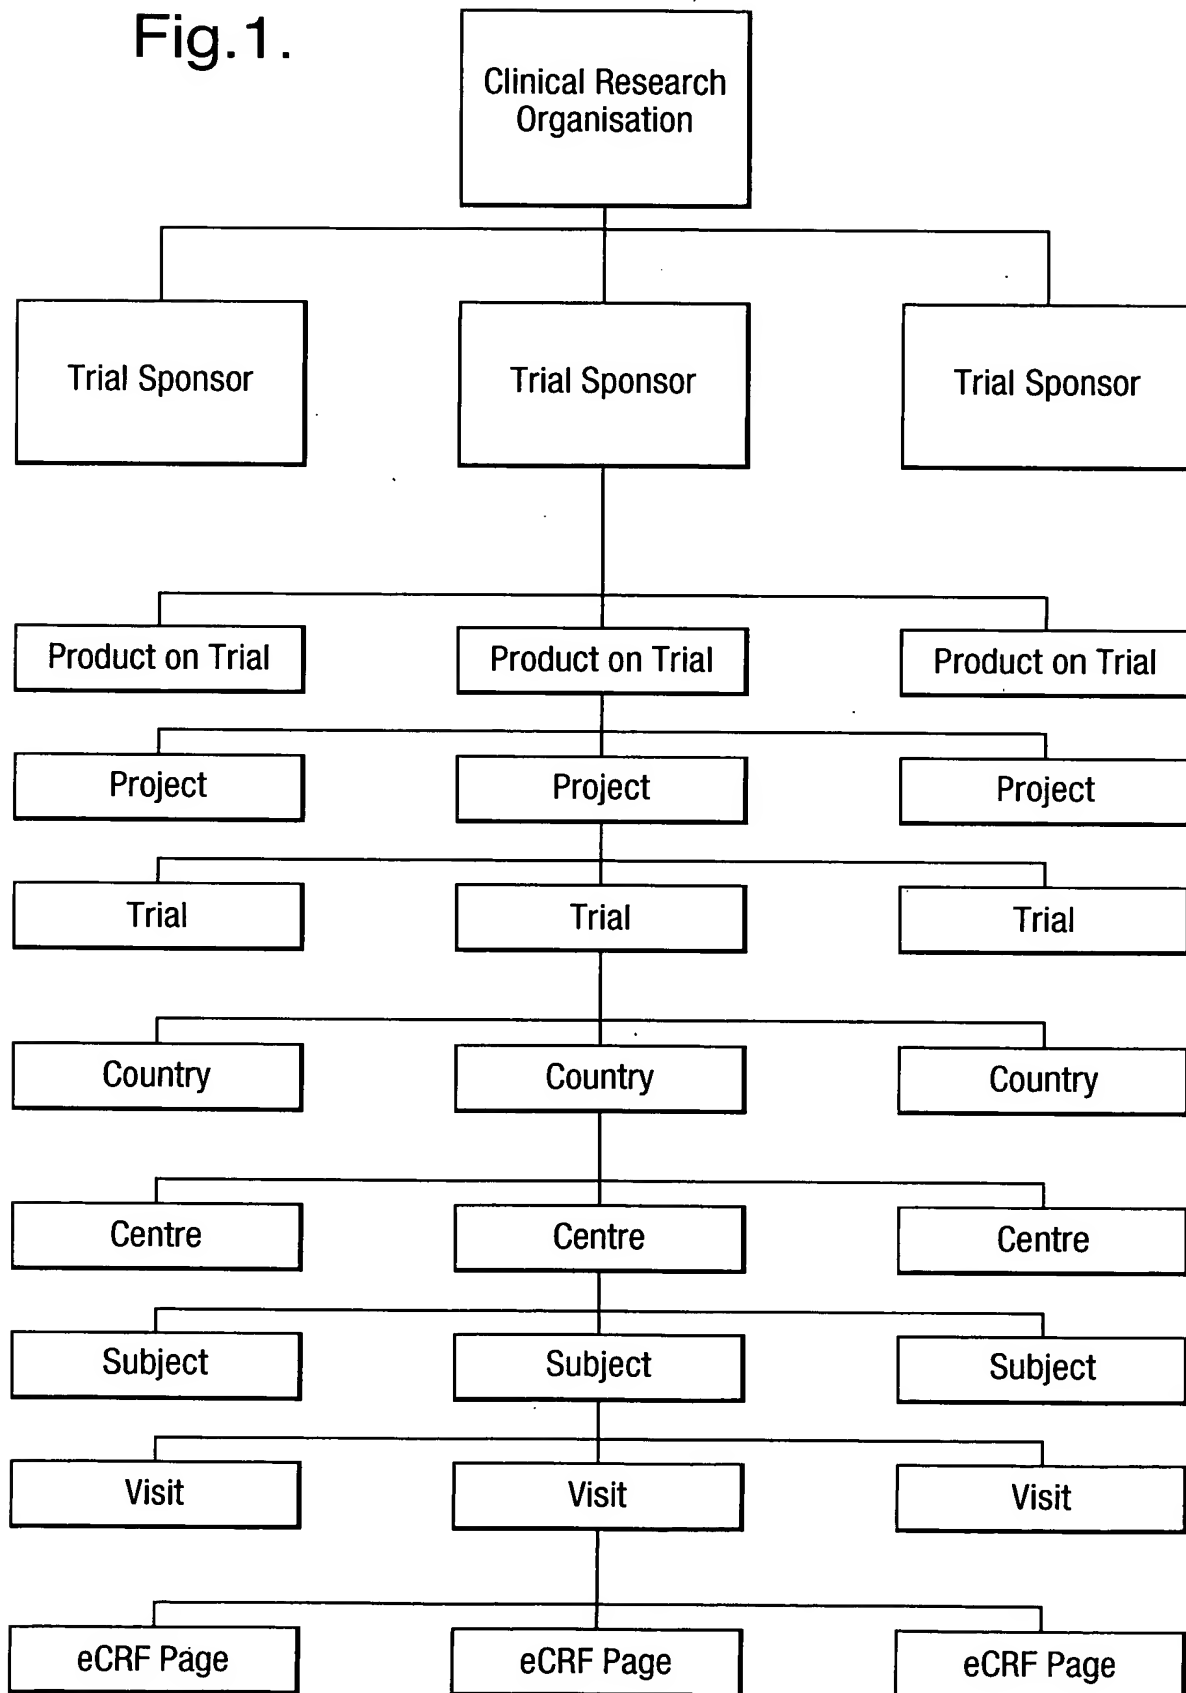 Fig.1.
Clinical Research
Organisation
Trial Sponsor
Trial Sponsor
Trial Sponsor
Product on Trial
Product on Trial
Product on Trial
Project
Project
Project
Trial
Trial
Trial
Country
Country
Country
Centre
Centre
Centre
Subject
Subject
Subject
Visit
Visit
Visit
eCRF Page
eCRF Page
eCRF Page